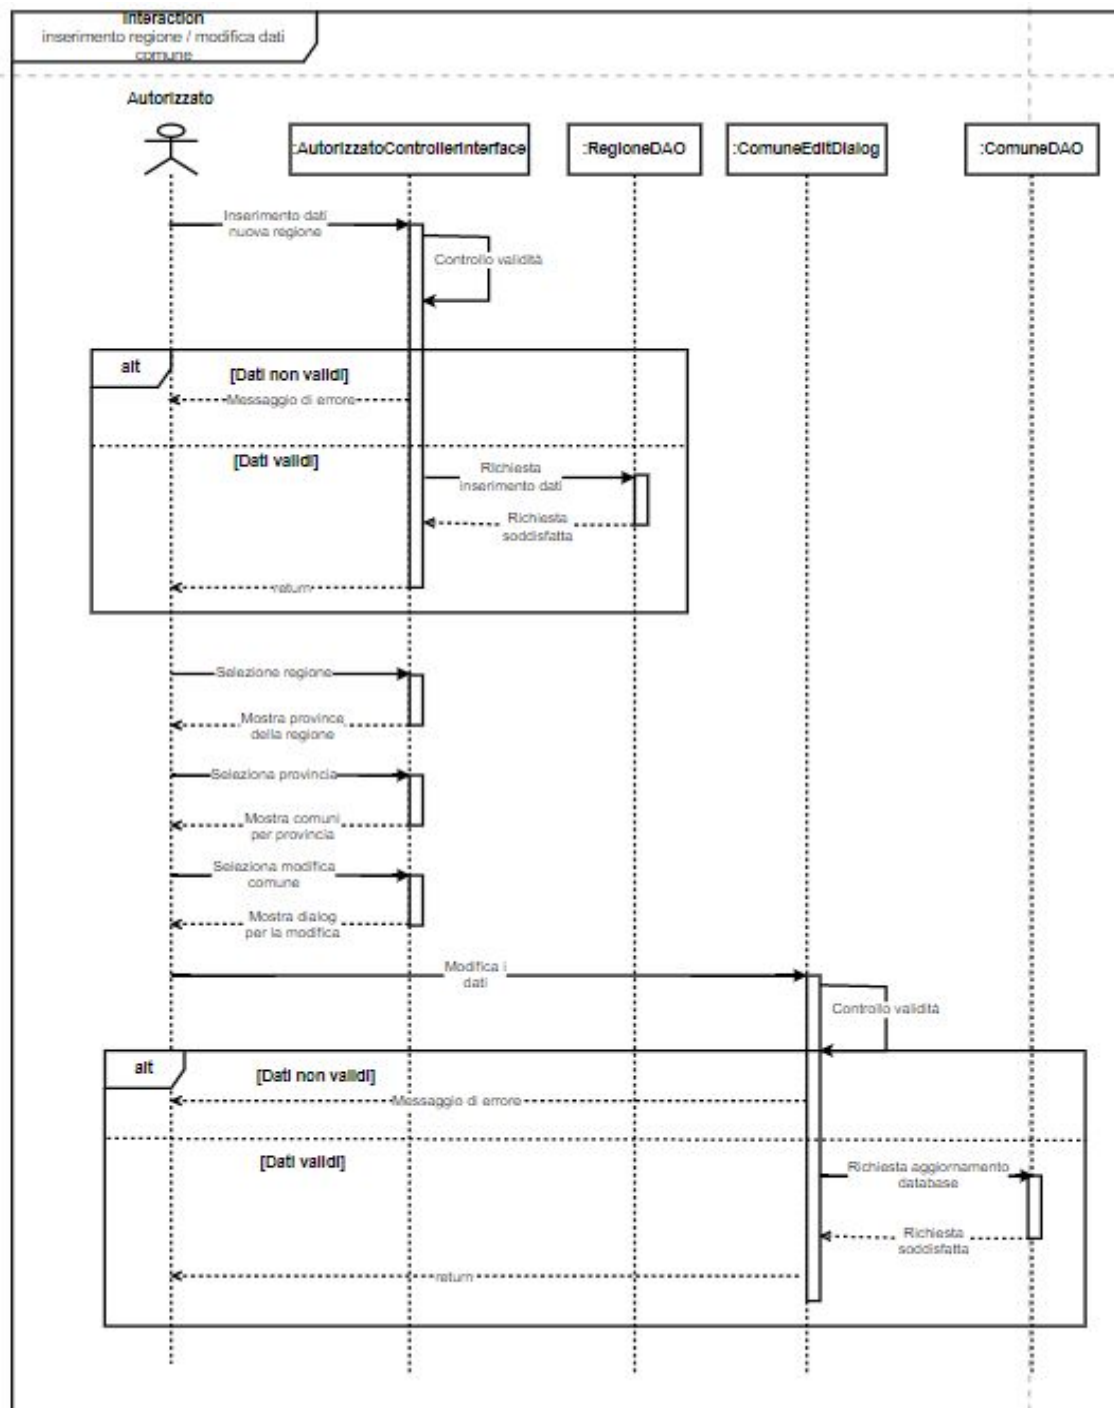 Interaction
inserimento regione / modifica dati
comune
Autorizzato
:AutorizzatoControllerInterface
:RegioneDAO
:ComuneEditDialog
:ComuneDAO
Inserimento dati
nuova regione
Controllo validità
alt
[Dati non validi]
Messaggio di errore
[Dati validi]
Richiesta
inserimento dati
Richiesta
soddisfatta
return
Selezione regione
Mostra province
della regione
Seleziona provincia
Mostra comuni
per provincia
Seleziona modifica
comune
Mostra dialog
per la modifica
Modifica i
dati
Controllo validità
alt
[Dati non validi]
Messaggio di errore
[Dati validi]
Richiesta aggiornamento
database
Richiesta
soddisfatta
return